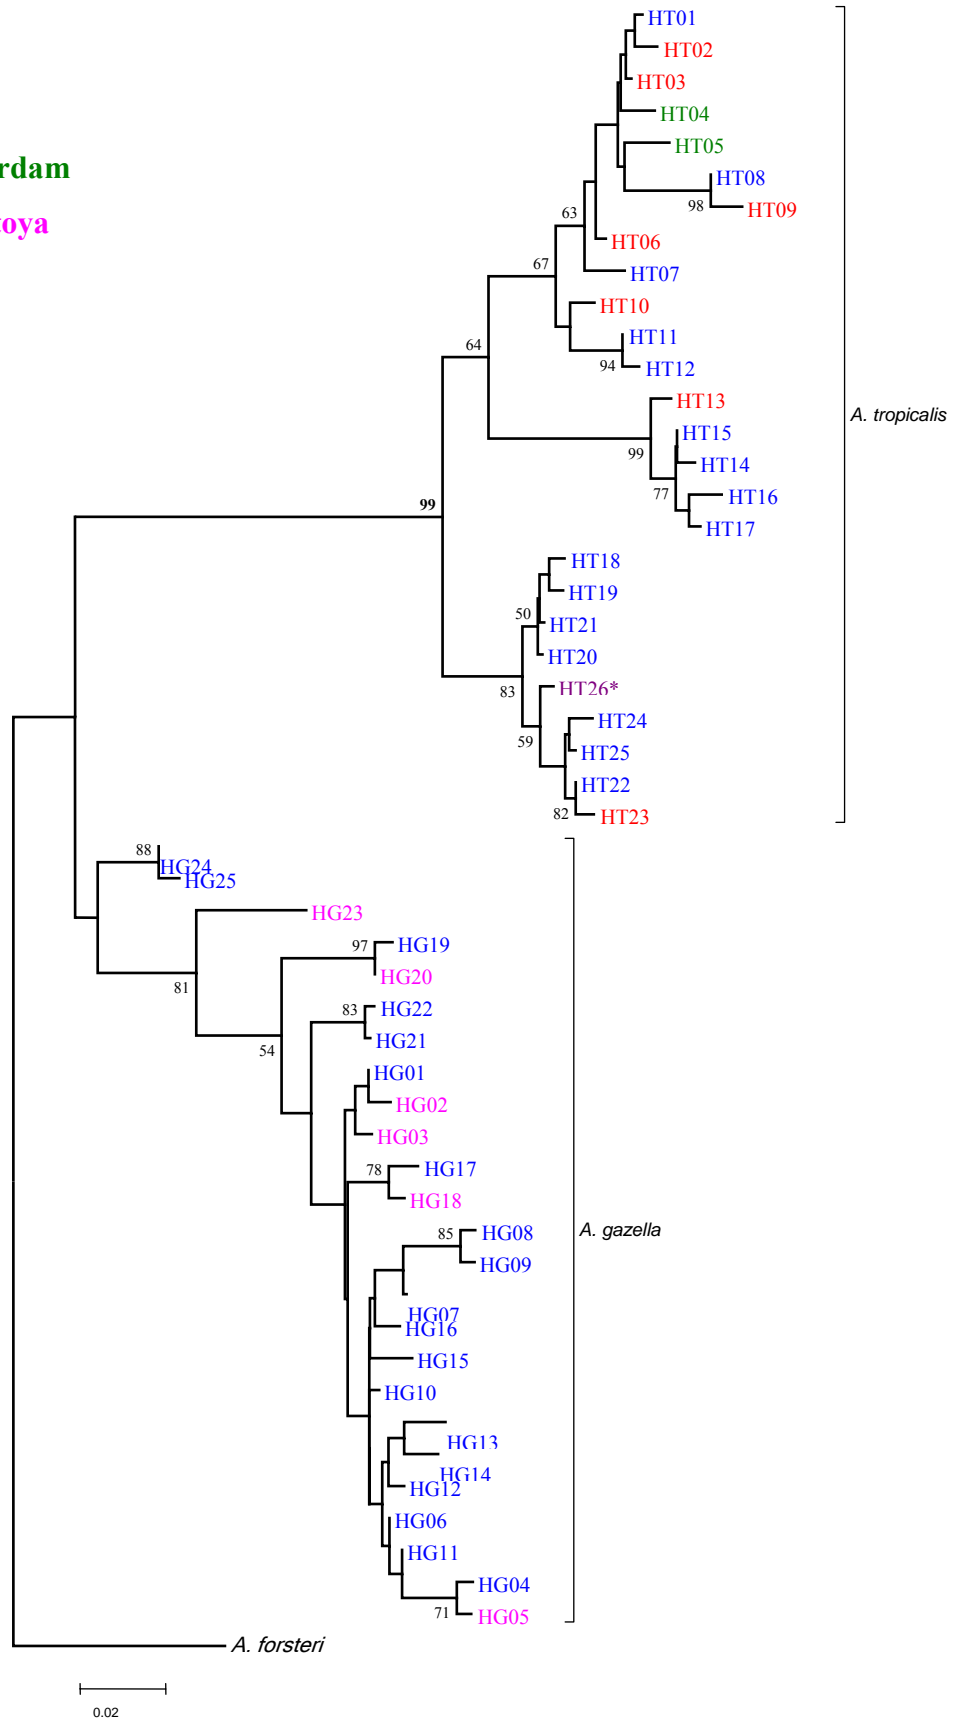 HT01
HT02
HT03
HT04
rdam
HT05
HT08
98
HT09
toya
63
HT06
67
HT07
HT10
HT11
64
94
HT12
HT13
A. tropicalis
HT15
99
HT14
77
HT16
99
HT17
HT18
HT19
50
HT21
HT20
83
HT26*
HT24
59
HT25
HT22
82
HT23
88
HG24
HG25
HG23
97
HG19
HG20
81
83
HG22
HG21
54
HG01
HG02
HG03
78
HG17
HG18
85
HG08
A. gazella
HG09
HG07
HG16
HG15
HG10
HG13
HG14
HG12
HG06
HG11
HG04
71
HG05
A. forsteri
0.02